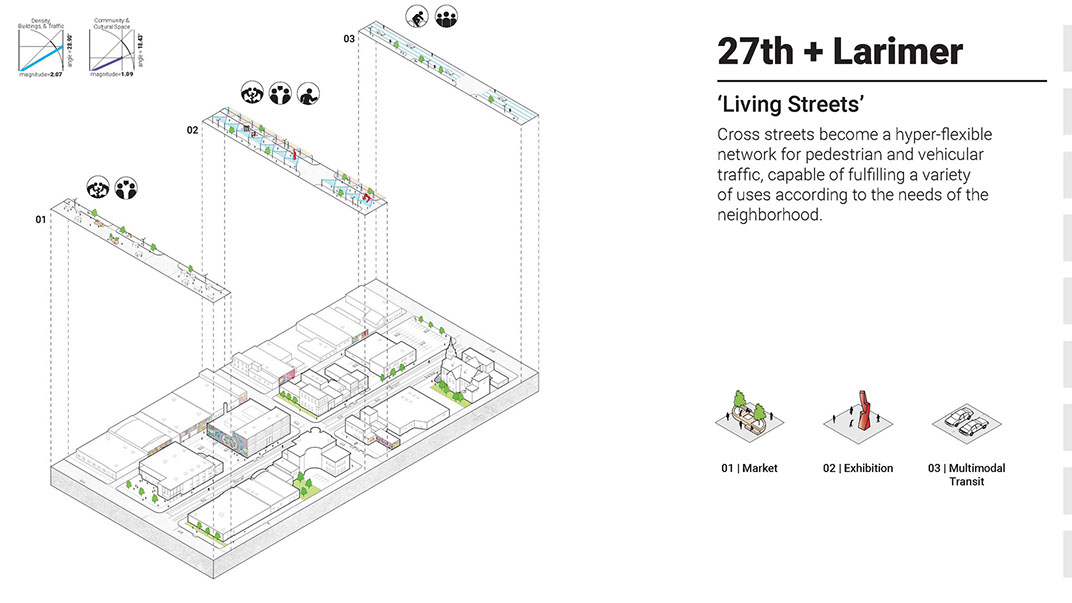 Density,
Buildings, & Traffic
angle = 28.90°
magnitude=2.07
Community &
Cultural Space
angle = 18.43°
magnitude=1.09
03
02
01
27th + Larimer
‘Living Streets’
Cross streets become a hyper-flexible
network for pedestrian and vehicular
traffic, capable of fulfilling a variety
of uses according to the needs of the
neighborhood.
01 | Market
02 | Exhibition
03 | Multimodal
Transit